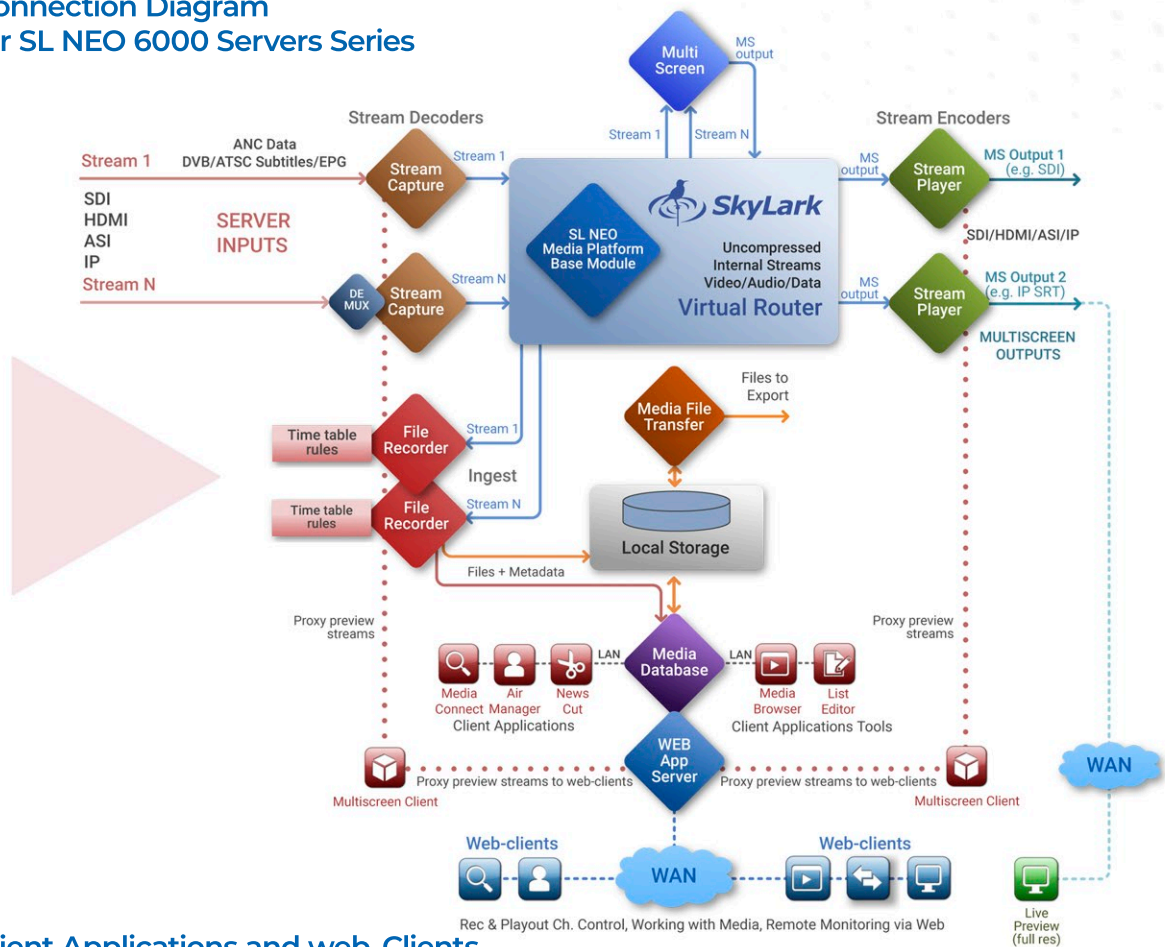 onnection Diagram
r SL NEO 6000 Servers Series
Multi
Screen
MS
output
Stream Decoders
Stream Encoders
Stream 1
Stream N
Stream 1
ANC Data
DVB/ATSC Subtitles/EPG
Stream
Capture
Stream 1
SkyLark
MS
output
Stream
Player
MS Output 1
(e.g. SDI)
SDI
HDMI
ASI
IP
SERVER
INPUTS
SL NEO
Media Platform
Base Module
Uncompressed
Internal Streams
Video/Audio/Data
Virtual Router
SDI/HDMI/ASI/IP
Stream N
DE
MUX
Stream
Capture
Stream N
MS
output
Stream
Player
MS Output 2
(e.g. IP SRT)
MULTISCREEN
OUTPUTS
Media File
Transfer
Files to
Export
Time table
rules
File
Recorder
Stream 1
Ingest
Time table
rules
File
Recorder
Stream N
Local Storage
Files + Metadata
Proxy preview
streams
Proxy preview
streams
Media
Connect
Air
Manager
News
Cut
LAN
Media
Database
LAN
Media
Browser
List
Editor
Client Applications
Client Applications Tools
WEB
App
Server
Multiscreen Client
Proxy preview streams to web-clients
Proxy preview streams to web-clients
Multiscreen Client
WAN
Web-clients
WAN
Web-clients
Rec & Playout Ch. Control, Working with Media, Remote Monitoring via Web
Live
Preview
(full res)
ient Applications and web-Clients